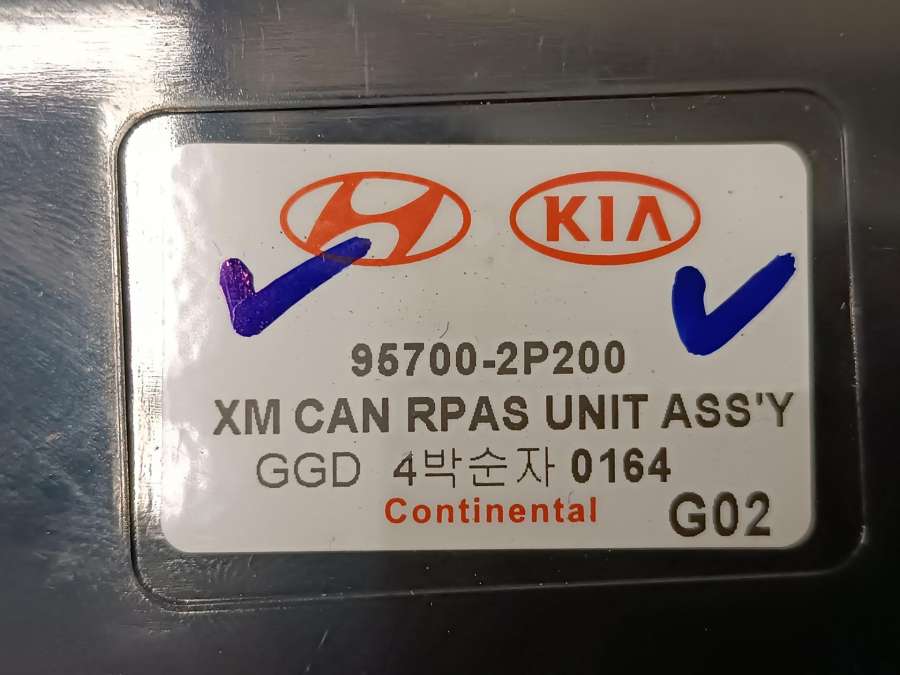 KIA
95700-2P200
XM CAN RPAS UNIT ASS'Y
GGD 4박순자 0164
Continental
G02